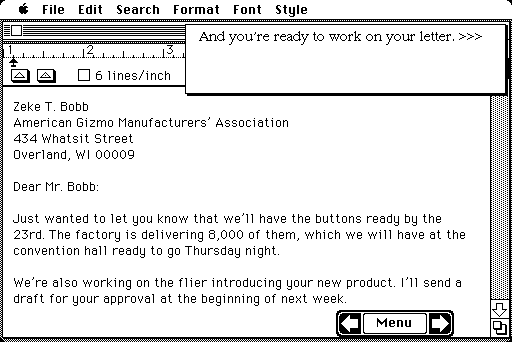 File Edit Search Format Font Style
And you're ready to work on your letter. >>>
1 2 3
6 lines/inch
Zeke T. Bobb
American Gizmo Manufacturers' Association
434 Whatsit Street
Overland, WI 00009
Dear Mr. Bobb:
Just wanted to let you know that we'll have the buttons ready by the
23rd. The factory is delivering 8,000 of them, which we will have at the
convention hall ready to go Thursday night.
We're also working on the flier introducing your new product. I'll send a
draft for your approval at the beginning of next week.
Menu